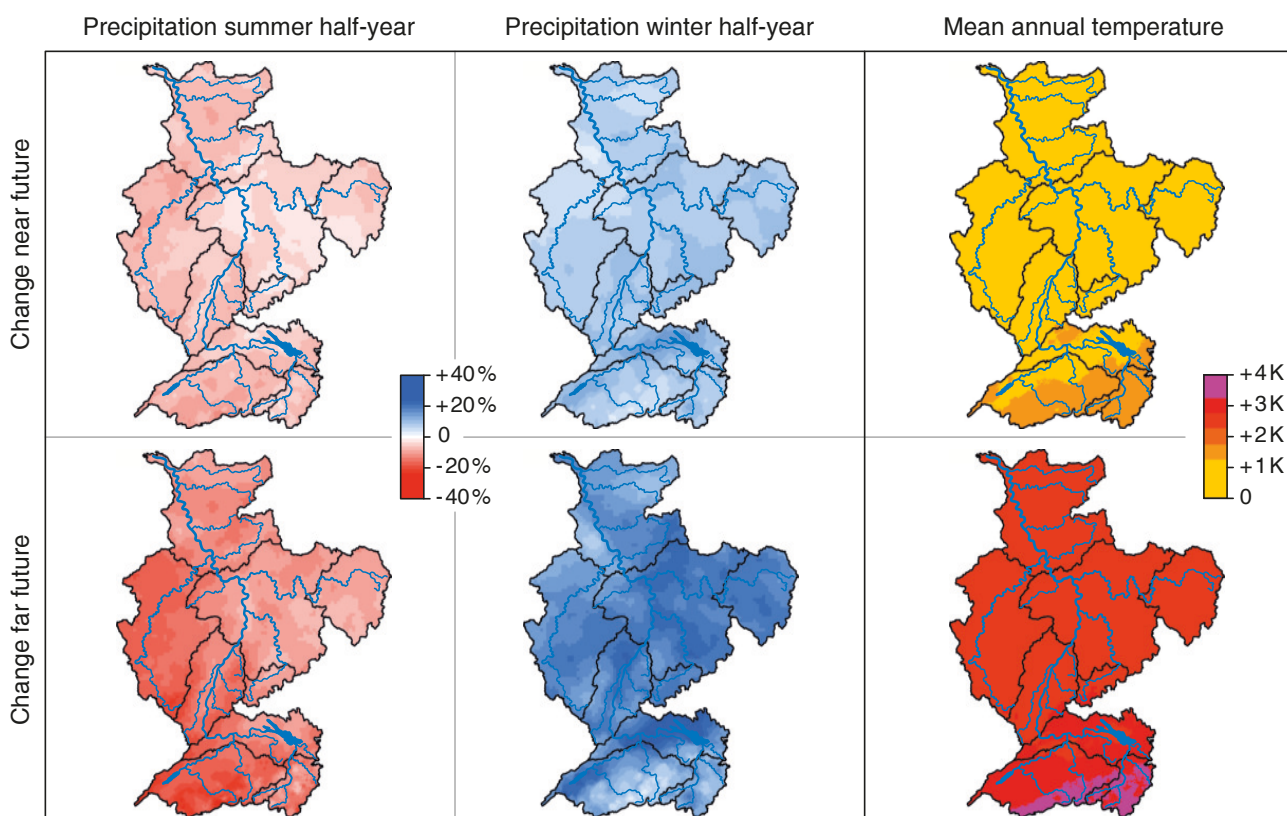 Precipitation summer half-year
Precipitation winter half-year
Mean annual temperature
Change near future
+40%
+20%
0
-20%
-40%
+4K
+3K
+2K
+1K
0
Change far future